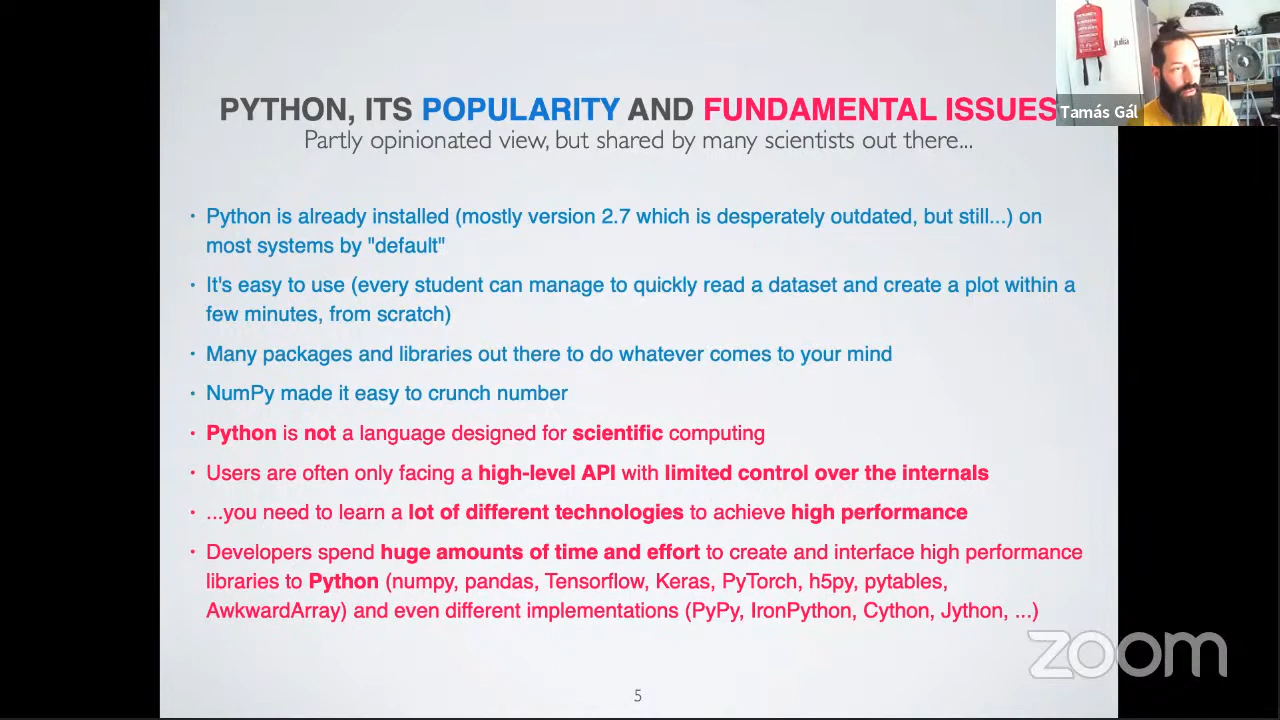 julia
Tamás Gál
PYTHON, ITS POPULARITY AND FUNDAMENTAL ISSUES
Partly opinionated view, but shared by many scientists out there...
• Python is already installed (mostly version 2.7 which is desperately outdated, but still...) on
most systems by "default"
• It's easy to use (every student can manage to quickly read a dataset and create a plot within a
few minutes, from scratch)
• Many packages and libraries out there to do whatever comes to your mind
• NumPy made it easy to crunch number
• Python is not a language designed for scientific computing
• Users are often only facing a high-level API with limited control over the internals
• ...you need to learn a lot of different technologies to achieve high performance
• Developers spend huge amounts of time and effort to create and interface high performance
libraries to Python (numpy, pandas, Tensorflow, Keras, PyTorch, h5py, pytables,
AwkwardArray) and even different implementations (PyPy, IronPython, Cython, Jython, ...)
zoom
5